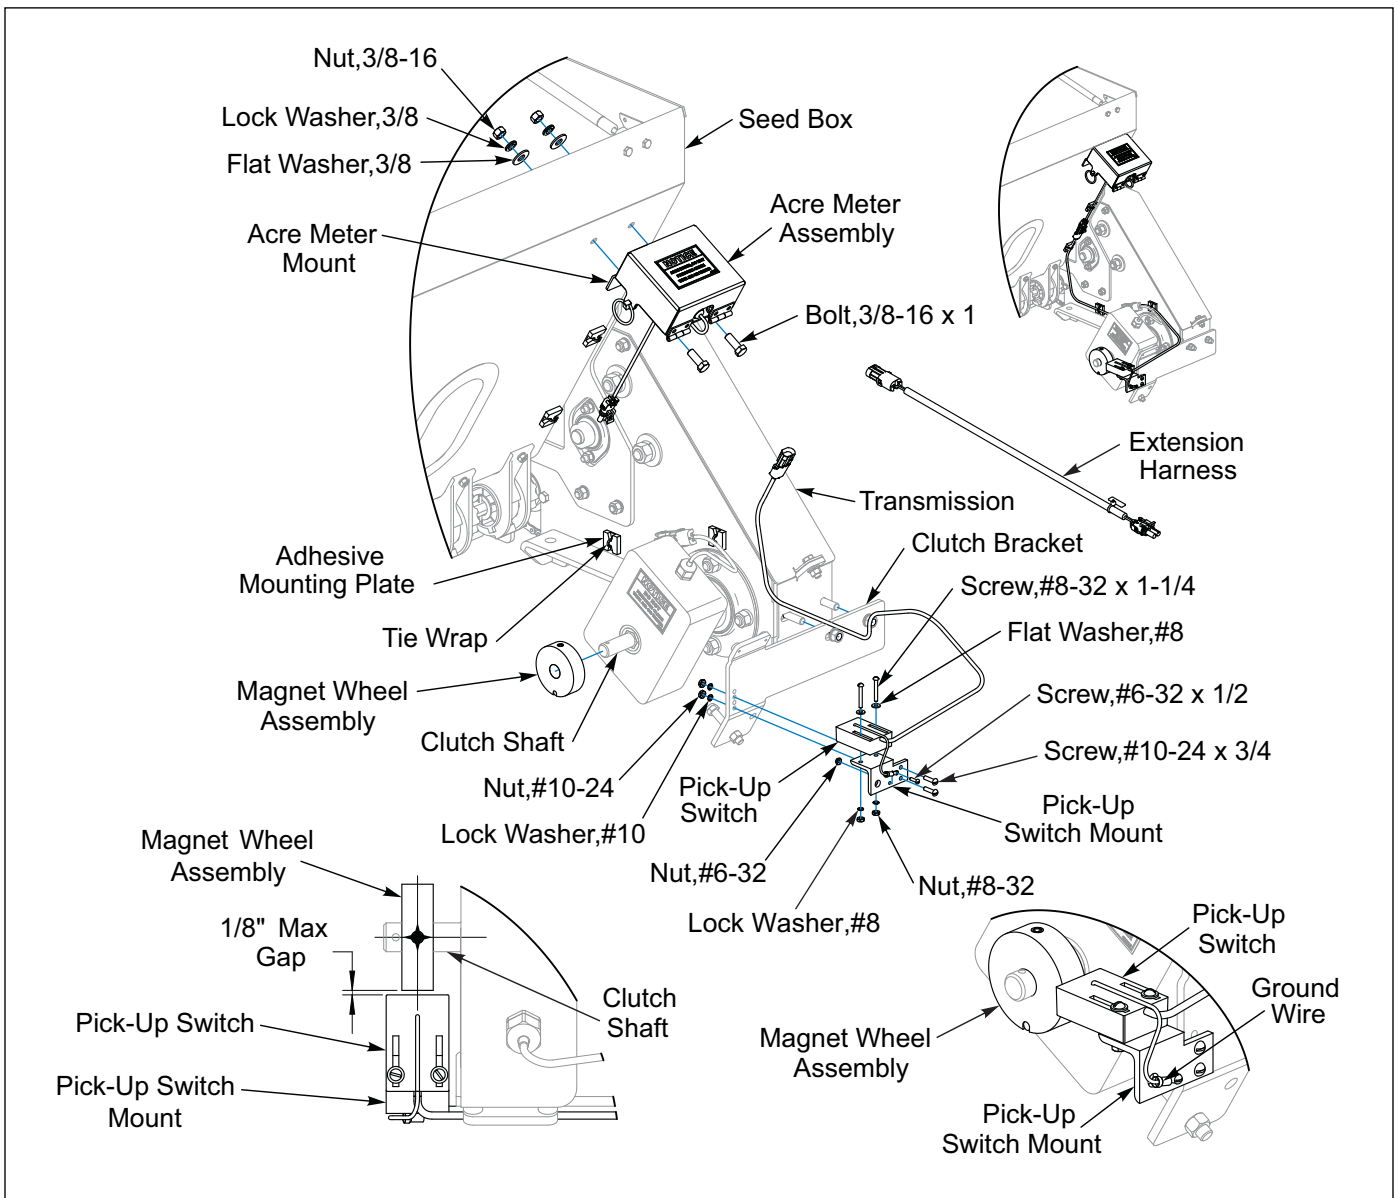 Nut,3/8-16
Lock Washer,3/8
Flat Washer,3/8
Seed Box
Acre Meter
Mount
Acre Meter
Assembly
NOTICE
Bolt,3/8-16 x 1
Extension
Harness
Transmission
Clutch Bracket
Adhesive
Mounting Plate
Screw,#8-32 x 1-1/4
Tie Wrap
Flat Washer,#8
Magnet Wheel
Assembly
Screw,#6-32 x 1/2
Clutch Shaft
Screw,#10-24 x 3/4
Nut,#10-24
Pick-Up
Switch
Pick-Up
Switch Mount
Lock Washer,#10
Nut,#6-32
Nut,#8-32
Lock Washer,#8
Magnet Wheel
Assembly
1/8" Max
Gap
Clutch
Shaft
Pick-Up Switch
Pick-Up Switch
Mount
Pick-Up
Switch
Ground
Wire
Magnet Wheel
Assembly
Pick-Up
Switch Mount